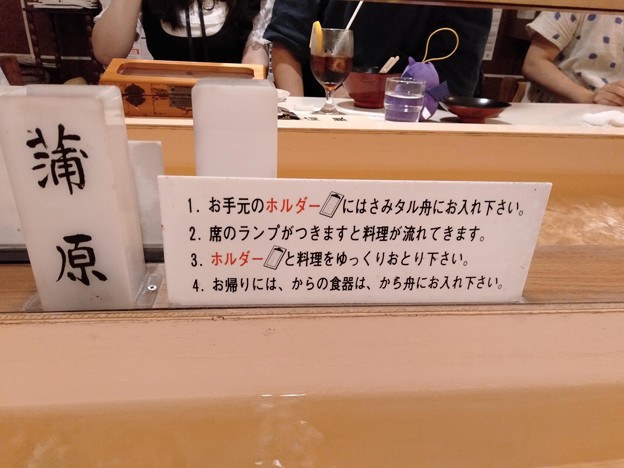 蒲原
1. お手元のホルダーにはさみタル舟にお入れ下さい。
2. 席のランプがつきますと料理が流れてきます。
3. ホルダーと料理をゆっくりおとり下さい。
4. お帰りには、からの食器は、かち舟にお入れ下さい。